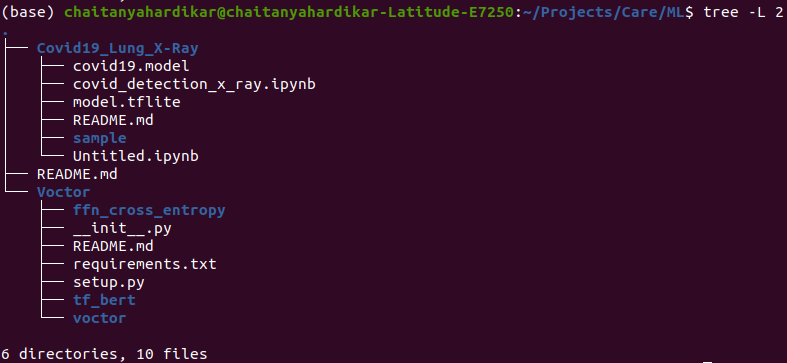 (base) chaitanyahardikar@chaitanyahardikar-Latitude-E7250:~/Projects/Care/ML$ tree -L 2
.
├── Covid19_Lung_X-Ray
│   ├── covid19.model
│   ├── covid_detection_x_ray.ipynb
│   ├── model.tflite
│   ├── README.md
│   ├── sample
│   └── Untitled.ipynb
├── README.md
└── Voctor
    ├── ffn_cross_entropy
    ├── __init__.py
    ├── README.md
    ├── requirements.txt
    ├── setup.py
    ├── tf_bert
    └── voctor

6 directories, 10 files